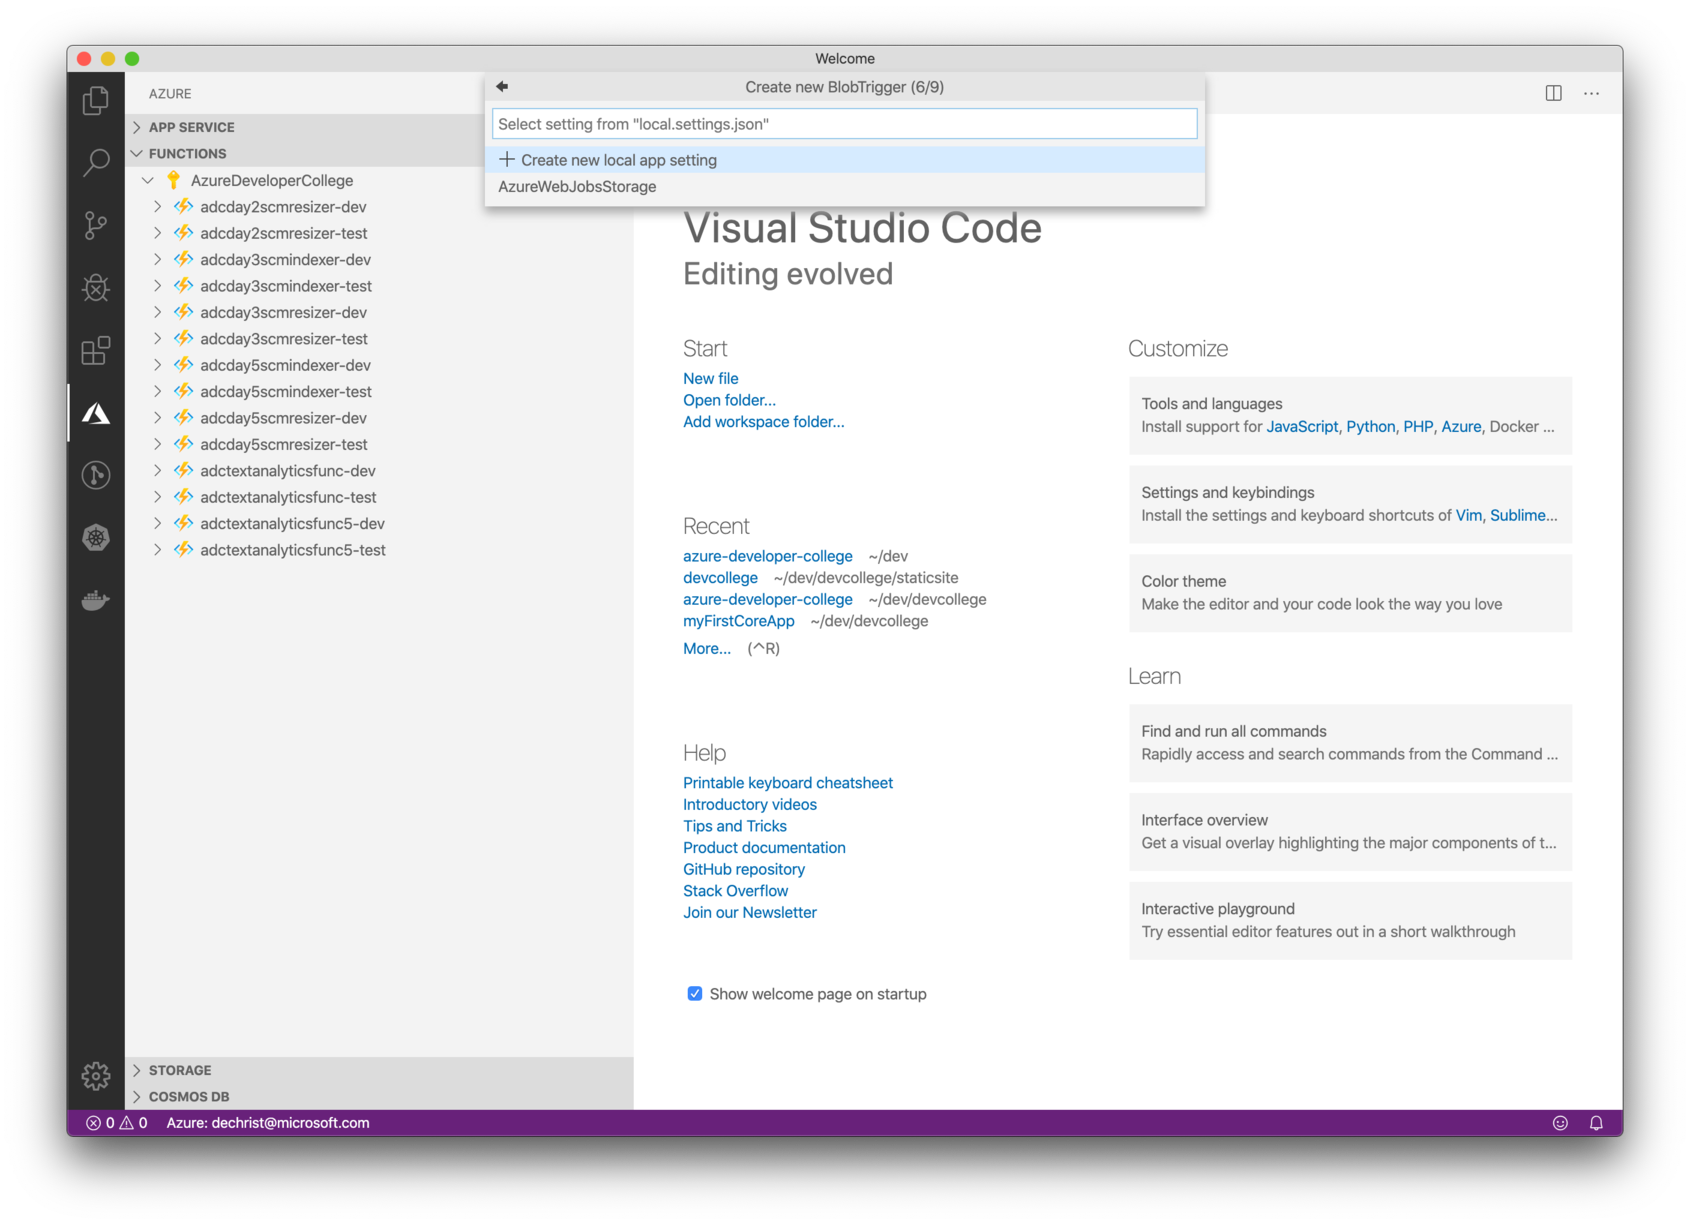 Welcome
AZURE
APP SERVICE
FUNCTIONS
AzureDeveloperCollege
adcday2scmresizer-dev
adcday2scmresizer-test
adcday3scmindexer-dev
adcday3scmindexer-test
adcday3scmresizer-dev
adcday3scmresizer-test
adcday5scmindexer-dev
adcday5scmindexer-test
adcday5scmresizer-dev
adcday5scmresizer-test
adctextanalyticsfunc-dev
adctextanalyticsfunc-test
adctextanalyticsfunc5-dev
adctextanalyticsfunc5-test
STORAGE
COSMOS DB
Create new BlobTrigger (6/9)
Select setting from "local.settings.json"
Create new local app setting
AzureWebJobsStorage
Visual Studio Code
Editing evolved
Start
New file
Open folder...
Add workspace folder...
Recent
azure-developer-college ~/dev
devcollege ~/dev/devcollege/staticsite
azure-developer-college ~/dev/devcollege
myFirstCoreApp ~/dev/devcollege
More... (^R)
Help
Printable keyboard cheatsheet
Introductory videos
Tips and Tricks
Product documentation
GitHub repository
Stack Overflow
Join our Newsletter
Show welcome page on startup
Customize
Tools and languages
Install support for JavaScript, Python, PHP, Azure, Docker ...
Settings and keybindings
Install the settings and keyboard shortcuts of Vim, Sublime...
Color theme
Make the editor and your code look the way you love
Learn
Find and run all commands
Rapidly access and search commands from the Command ...
Interface overview
Get a visual overlay highlighting the major components of t...
Interactive playground
Try essential editor features out in a short walkthrough
0 0 Azure: dechrist@microsoft.com